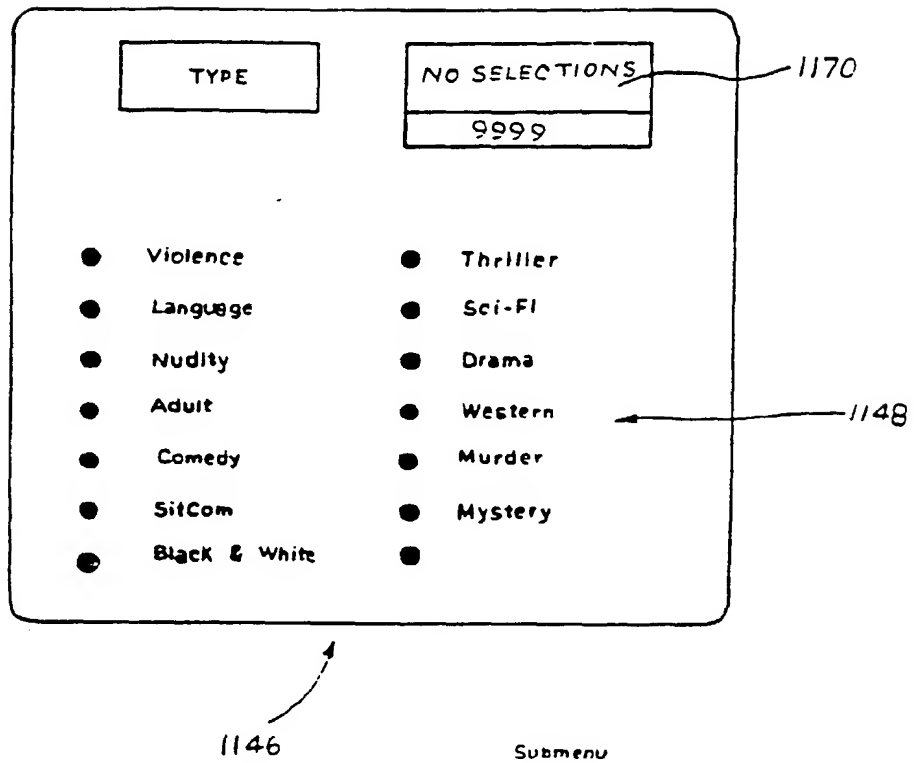 TYPE
NO SELECTIONS
9999
1170
Violence
Thriller
Language
Sci-Fi
Nudity
Drama
Adult
Western
1148
Comedy
Murder
SitCom
Mystery
Black & White
1146
Submenu